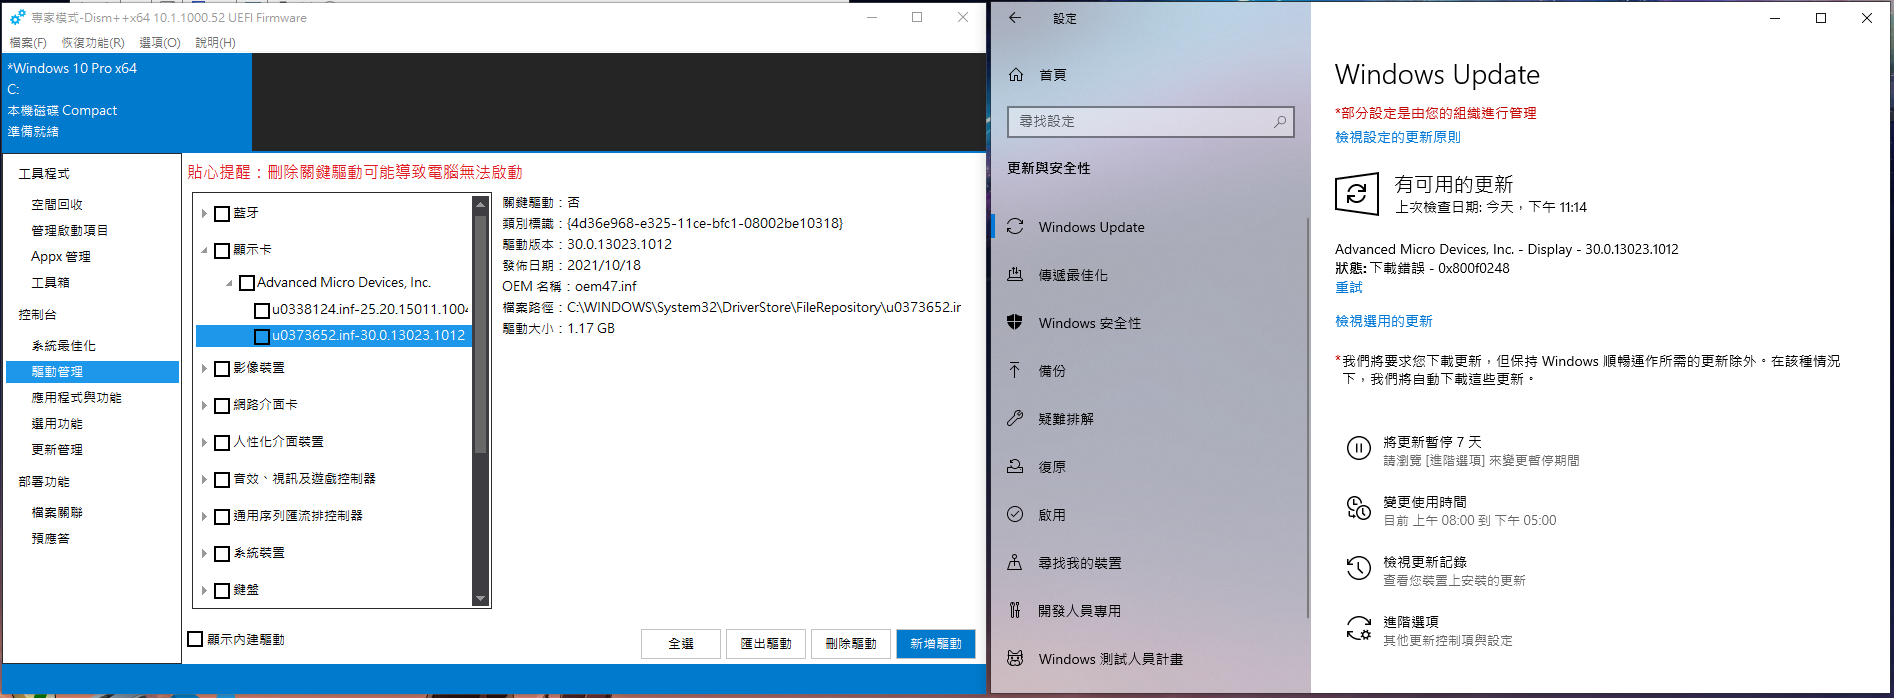 專家模式-Dism++x64 10.1.1000.52 UEFI Firmware
檔案(F) 恢復功能(R) 選項(O) 說明(H)
*Windows 10 Pro x64
C:
本機磁碟 Compact
準備就緒
工具程式
空間回收
管理啟動項目
Appx 管理
工具箱
控制台
系統最佳化
驅動管理
應用程式與功能
選用功能
更新管理
部署功能
檔案關聯
預應答
貼心提醒：刪除關鍵驅動可能導致電腦無法啟動
藍牙
顯示卡
Advanced Micro Devices, Inc.
u0338124.inf-25.20.15011.1004
u0373652.inf-30.0.13023.1012
影像裝置
網路介面卡
人性化介面裝置
音效、視訊及遊戲控制器
通用序列匯流排控制器
系統裝置
鍵盤
關鍵驅動：否
類別標識：{4d36e968-e325-11ce-bfc1-08002be10318}
驅動版本：30.0.13023.1012
發佈日期：2021/10/18
OEM 名稱：oem47.inf
檔案路徑：C:\WINDOWS\System32\DriverStore\FileRepository\u0373652.ir
驅動大小：1.17 GB
顯示內建驅動
全選
匯出驅動
刪除驅動
新增驅動
設定
首頁
尋找設定
更新與安全性
Windows Update
傳遞最佳化
Windows 安全性
備份
疑難排解
復原
啟用
尋找我的裝置
開發人員專用
Windows 測試人員計畫
Windows Update
*部分設定是由您的組織進行管理
檢視設定的更新原則
有可用的更新
上次檢查日期: 今天，下午 11:14
Advanced Micro Devices, Inc. - Display - 30.0.13023.1012
狀態: 下載錯誤 - 0x800f0248
重試
檢視選用的更新
*我們將要求您下載更新，但保持 Windows 順暢運作所需的更新除外。在該種情況
下，我們將自動下載這些更新。
將更新暫停 7 天
請瀏覽 [進階選項] 來變更暫停期間
變更使用時間
目前 上午 08:00 到 下午 05:00
檢視更新記錄
查看您裝置上安裝的更新
進階選項
其他更新控制項與設定